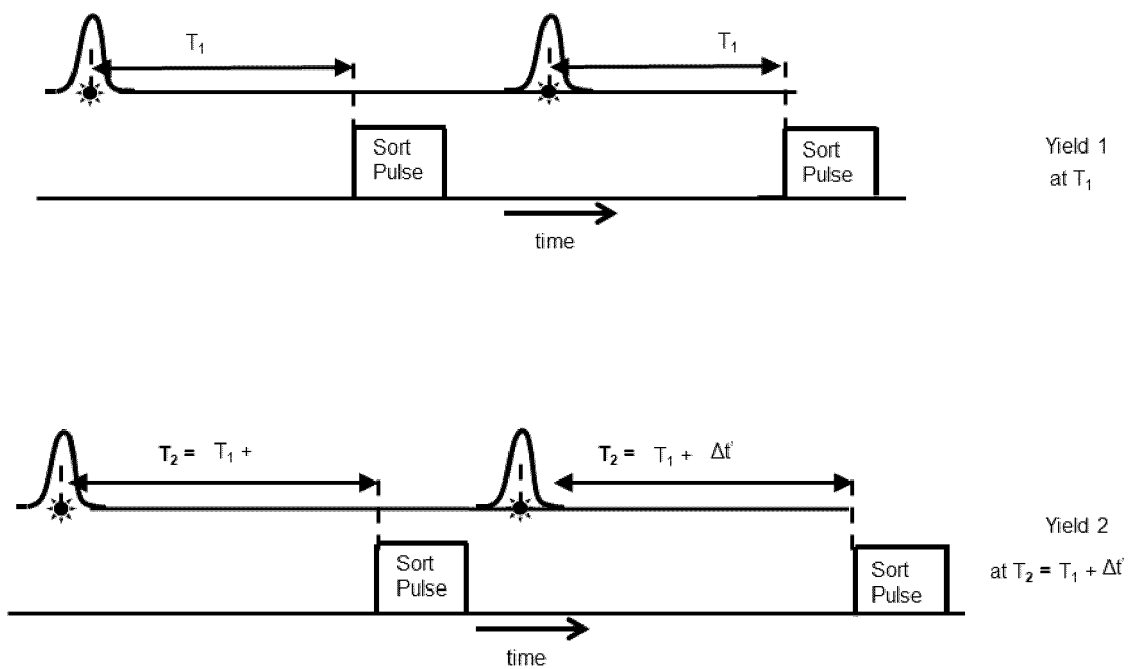 T₁
T₁
Sort
Pulse
Sort
Pulse
Yield 1
at T₁
time
T₂ = T₁ +
T₂ = T₁ + Δt'
Sort
Pulse
Sort
Pulse
Yield 2
at T₂ = T₁ + Δt'
time